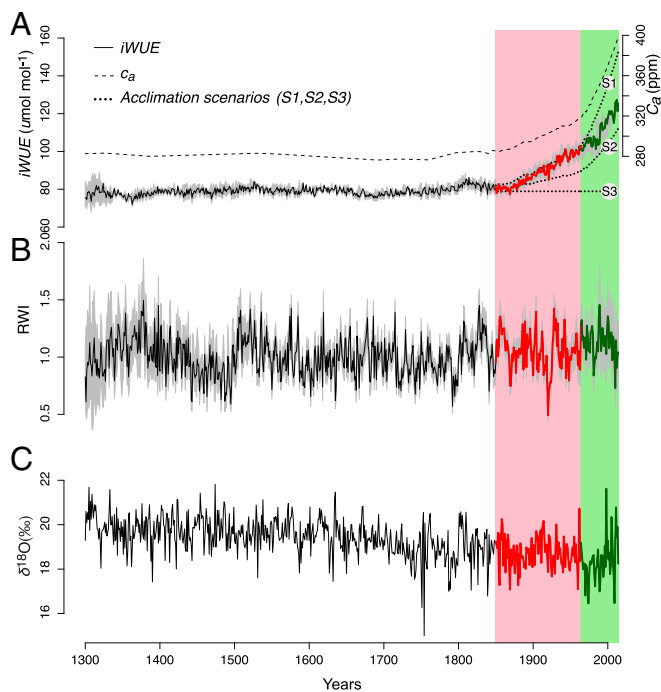 A
160
140
120
100
80
60
iWUE (umol mol⁻¹)
iWUE
ca
Acclimation scenarios (S1,S2,S3)
S1
S2
S3
400
360
320
280
Ca (ppm)
B
2.0
1.5
1.0
0.5
RWI
C
22
20
18
16
δ¹⁸O(‰)
1300 1400 1500 1600 1700 1800 1900 2000
Years